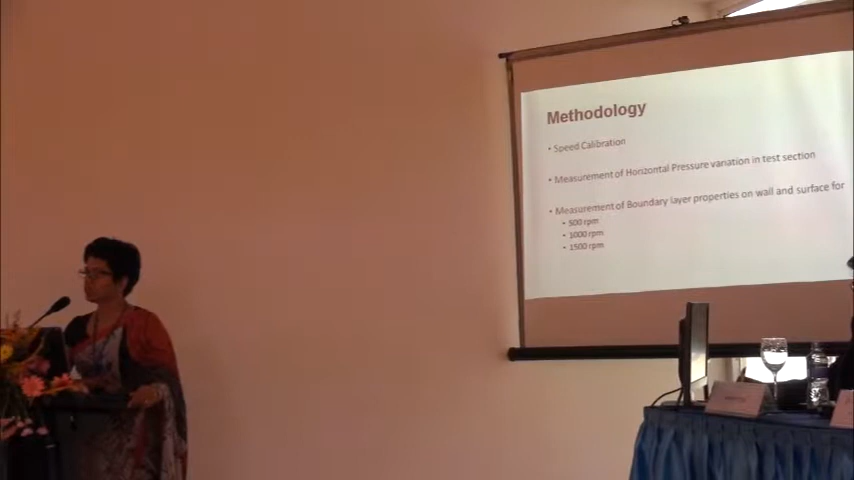 Methodology
• Speed Calibration
• Measurement of Horizontal Pressure variation in test section
• Measurement of Boundary layer properties on wall and surface for
• 500 rpm
• 1000 rpm
• 1500 rpm